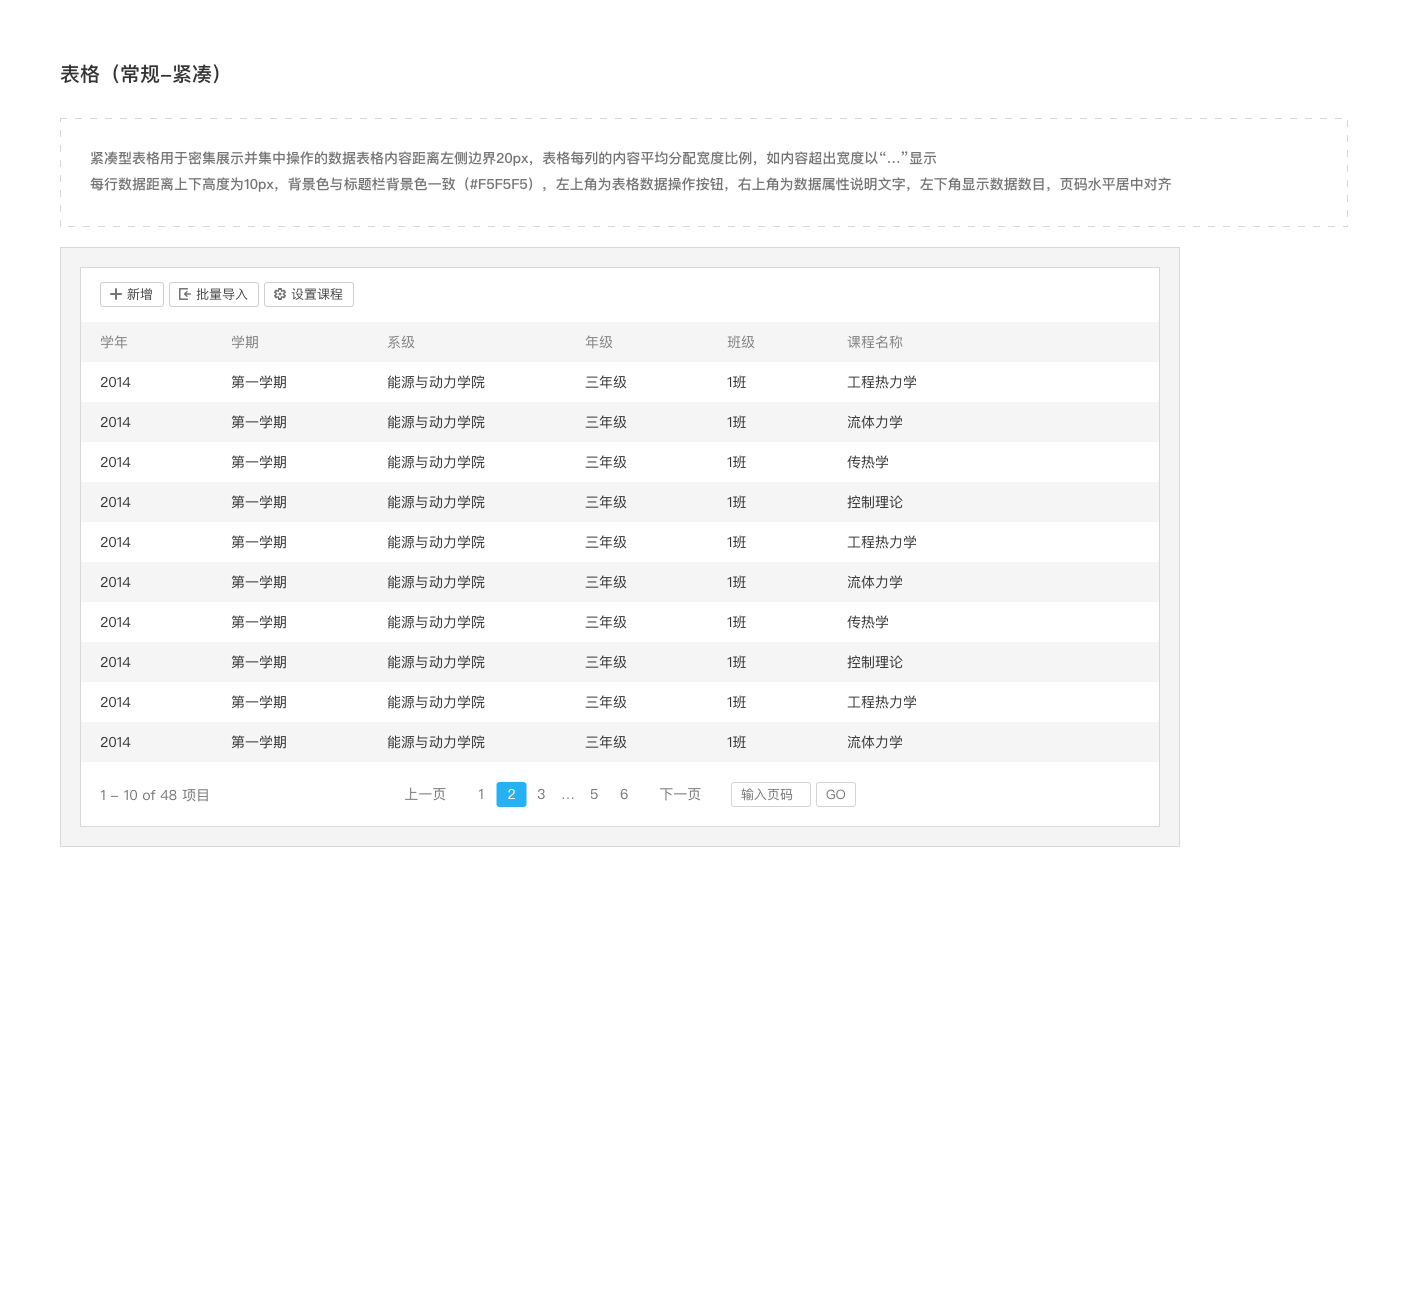 表格（常规–紧凑）
紧凑型表格用于密集展示并集中操作的数据表格内容距离左侧边界20px，表格每列的内容平均分配宽度比例，如内容超出宽度以“...”显示
每行数据距离上下高度为10px，背景色与标题栏背景色一致（#F5F5F5），左上角为表格数据操作按钮，右上角为数据属性说明文字，左下角显示数据数目，页码水平居中对齐
新增 批量导入 设置课程
学年 学期 系级 年级 班级 课程名称
2014 第一学期 能源与动力学院 三年级 1班 工程热力学
2014 第一学期 能源与动力学院 三年级 1班 流体力学
2014 第一学期 能源与动力学院 三年级 1班 传热学
2014 第一学期 能源与动力学院 三年级 1班 控制理论
2014 第一学期 能源与动力学院 三年级 1班 工程热力学
2014 第一学期 能源与动力学院 三年级 1班 流体力学
2014 第一学期 能源与动力学院 三年级 1班 传热学
2014 第一学期 能源与动力学院 三年级 1班 控制理论
2014 第一学期 能源与动力学院 三年级 1班 工程热力学
2014 第一学期 能源与动力学院 三年级 1班 流体力学
1 – 10 of 48 项目 上一页 1 2 3 ... 5 6 下一页 输入页码 GO